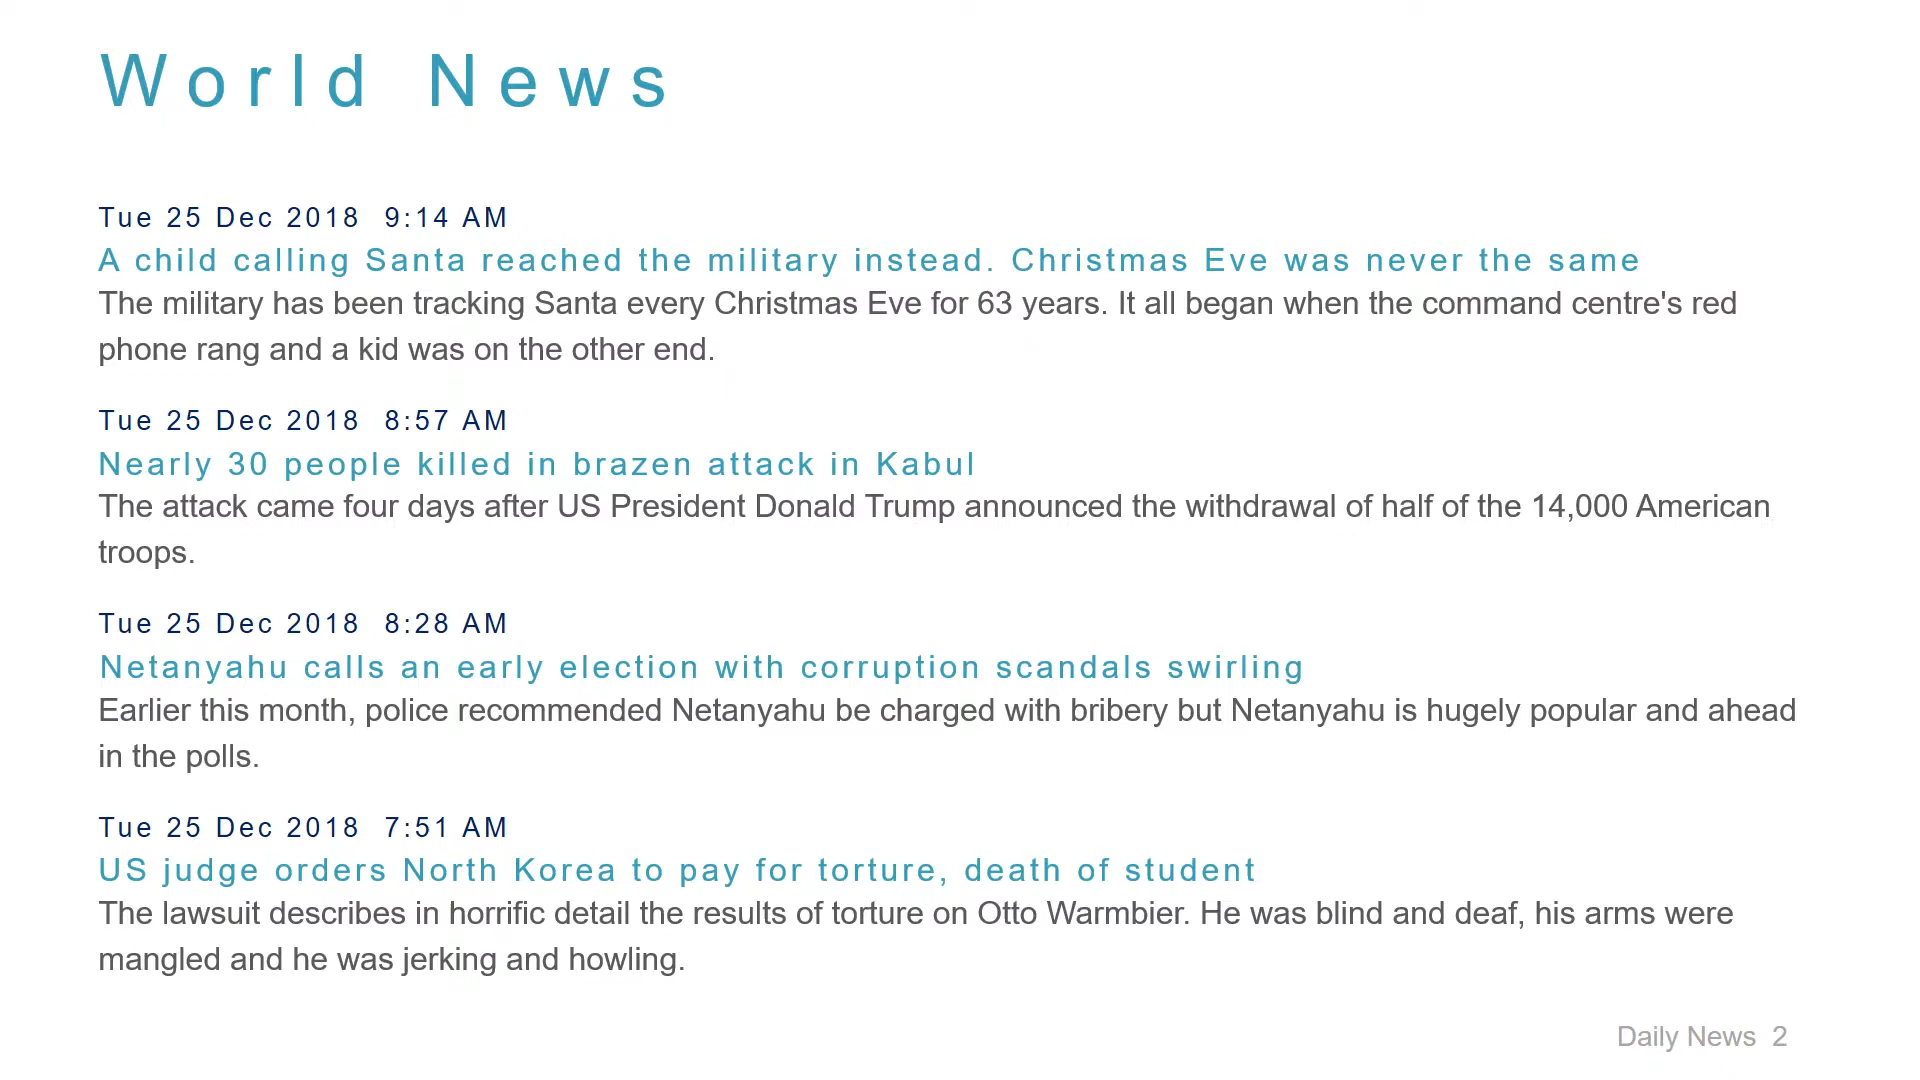 World News
Tue 25 Dec 2018  9:14 AM
A child calling Santa reached the military instead. Christmas Eve was never the same
The military has been tracking Santa every Christmas Eve for 63 years. It all began when the command centre's red
phone rang and a kid was on the other end.
Tue 25 Dec 2018  8:57 AM
Nearly 30 people killed in brazen attack in Kabul
The attack came four days after US President Donald Trump announced the withdrawal of half of the 14,000 American
troops.
Tue 25 Dec 2018  8:28 AM
Netanyahu calls an early election with corruption scandals swirling
Earlier this month, police recommended Netanyahu be charged with bribery but Netanyahu is hugely popular and ahead
in the polls.
Tue 25 Dec 2018  7:51 AM
US judge orders North Korea to pay for torture, death of student
The lawsuit describes in horrific detail the results of torture on Otto Warmbier. He was blind and deaf, his arms were
mangled and he was jerking and howling.
Daily News  2